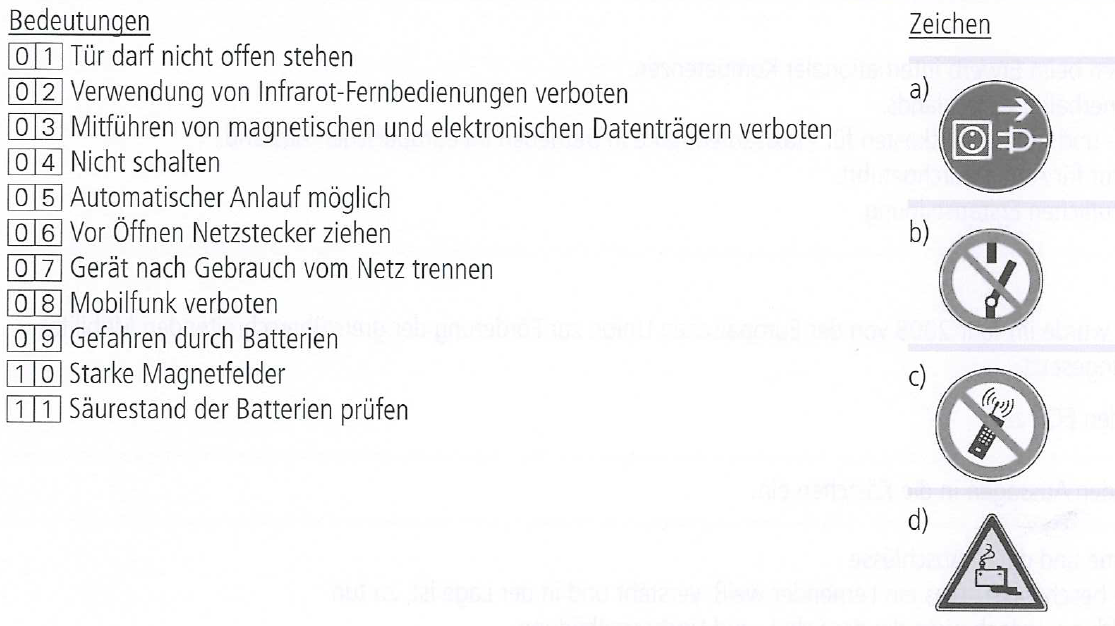 Bedeutungen
01 Tür darf nicht offen stehen
02 Verwendung von Infrarot-Fernbedienungen verboten
03 Mitführen von magnetischen und elektronischen Datenträgern verboten
04 Nicht schalten
05 Automatischer Anlauf möglich
06 Vor Öffnen Netzstecker ziehen
07 Gerät nach Gebrauch vom Netz trennen
08 Mobilfunk verboten
09 Gefahren durch Batterien
10 Starke Magnetfelder
11 Säurestand der Batterien prüfen
Zeichen
a)
b)
c)
d)